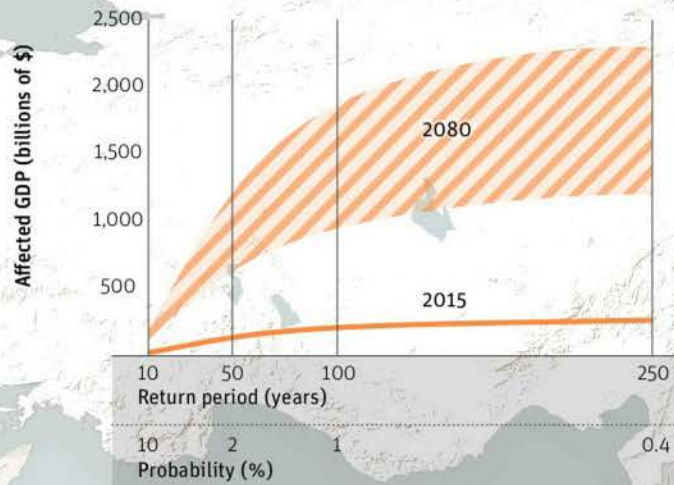 Affected GDP (billions of $)
2,500
2,000
1,500
1,000
500
2080
2015
10 50 100 250
Return period (years)
10 2 1 0.4
Probability (%)